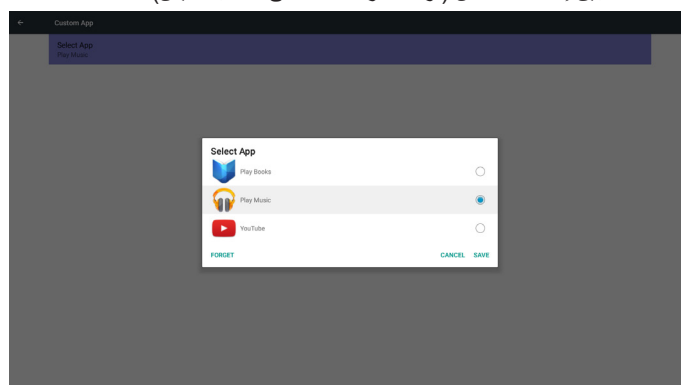 Custom App
Select App
Play Music
Select App
Play Books
Play Music
YouTube
FORGET
CANCEL SAVE